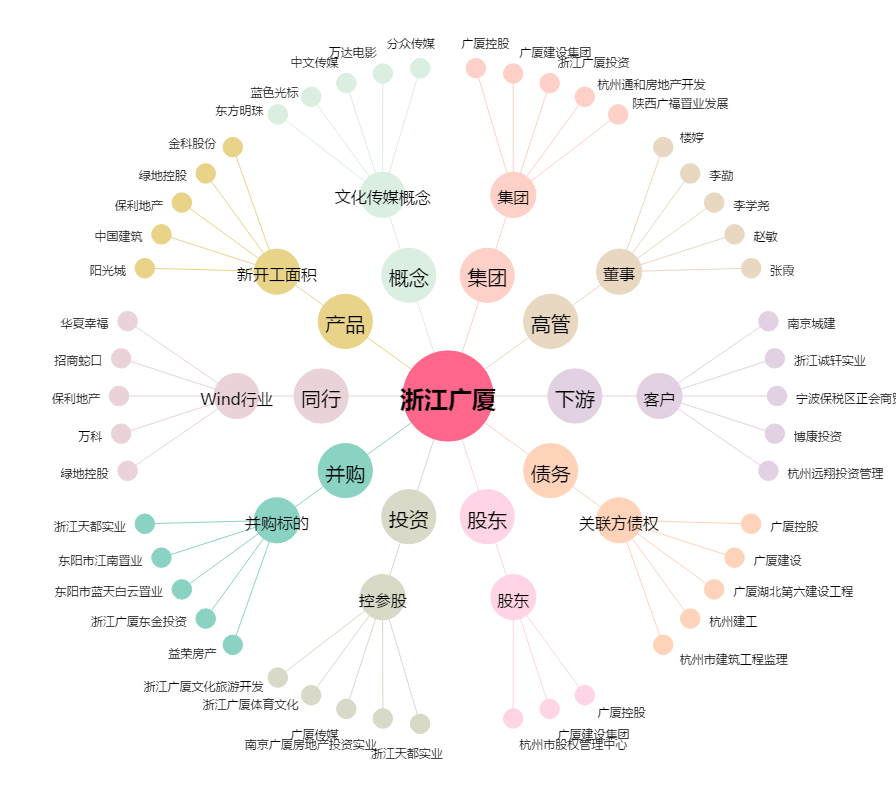 分众传媒
广厦控股
万达电影
广厦建设集团
中文传媒
浙江广厦投资
蓝色光标
杭州通和房地产开发
东方明珠
陕西广福置业发展
金科股份
楼婷
绿地控股
李勐
保利地产
文化传媒概念
集团
李学尧
中国建筑
赵敏
阳光城
新开工面积
概念
集团
董事
张霞
华夏幸福
产品
高管
南京城建
招商蛇口
浙江诚轩实业
保利地产
Wind行业
同行
浙江广厦
下游
客户
宁波保税区正会商贸
万科
博康投资
绿地控股
并购
债务
杭州远翔投资管理
浙江天都实业
并购标的
投资
股东
关联方债权
广厦控股
东阳市江南置业
广厦建设
东阳市蓝天白云置业
控参股
股东
广厦湖北第六建设工程
浙江广厦东金投资
杭州建工
益荣房产
杭州市建筑工程监理
浙江广厦文化旅游开发
浙江广厦体育文化
广厦控股
广厦传媒
广厦建设集团
南京广厦房地产投资实业
杭州市股权管理中心
浙江天都实业